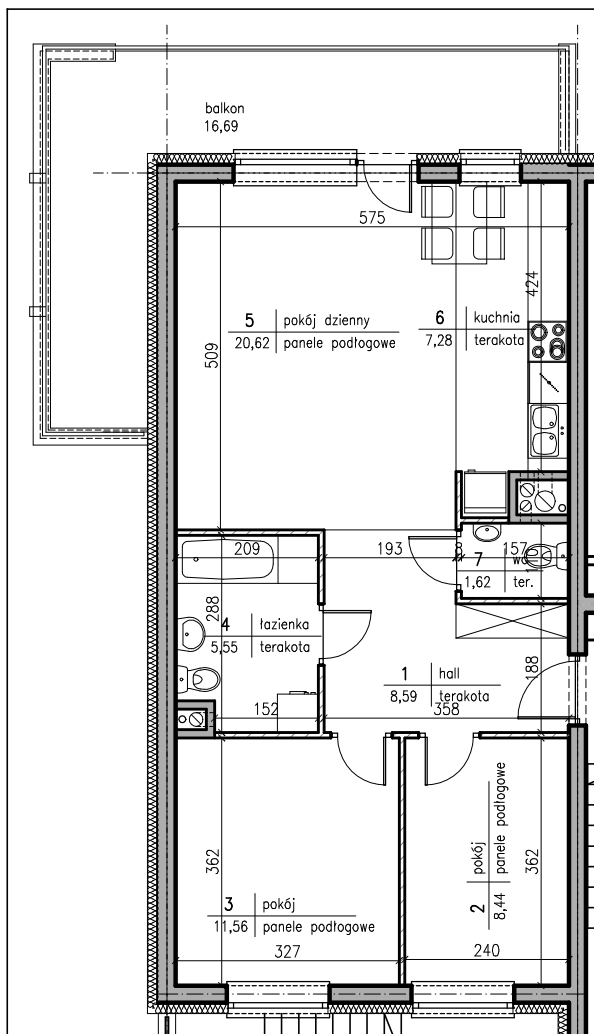 balkon
16,69
575
424
5 pokój dzienny
20,62 panele podłogowe
6 kuchnia
7,28 terakota
509
209
193
8
157
7 wc
1,62 ter.
288
4 łazienka
5,55 terakota
1 hall
8,59 terakota
188
152
358
362
3 pokój
11,56 panele podłogowe
2 pokój
8,44 panele podłogowe
362
327
240